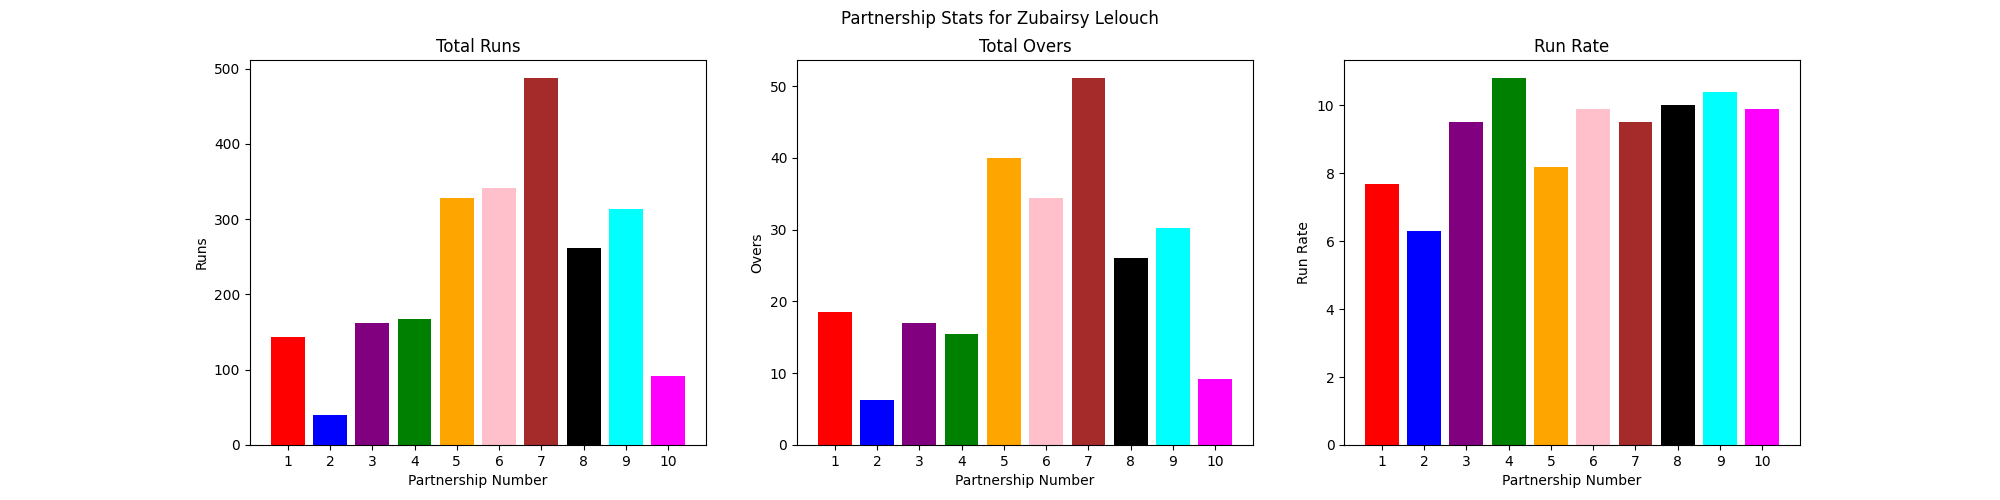 Partnership Stats for Zubairsy Lelouch
Total Runs
500
400
300
200
100
0
Runs
1 2 3 4 5 6 7 8 9 10
Partnership Number
Total Overs
50
40
30
20
10
0
Overs
1 2 3 4 5 6 7 8 9 10
Partnership Number
Run Rate
10
8
6
4
2
0
Run Rate
1 2 3 4 5 6 7 8 9 10
Partnership Number